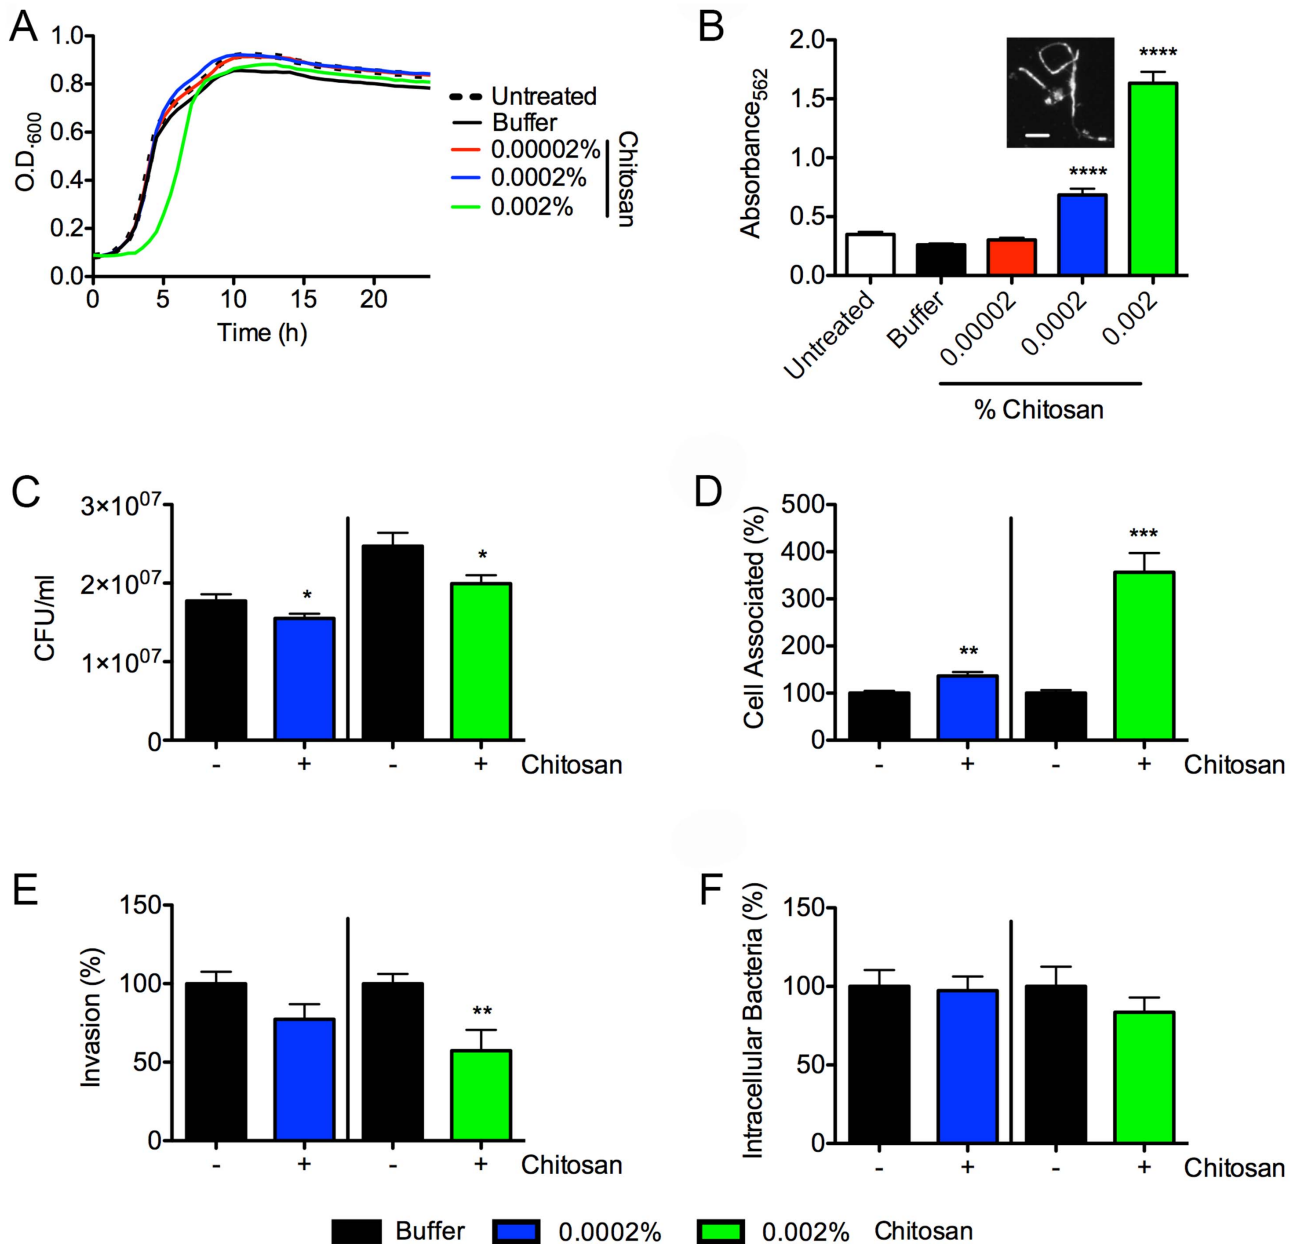 A
1.0
0.8
0.6
0.4
0.2
0.0
O.D.600
0 5 10 15 20
Time (h)
Untreated
Buffer
0.00002%
0.0002%
0.002%
Chitosan
B
2.0
1.5
1.0
0.5
0.0
Absorbance562
****
****
Untreated
Buffer
0.00002
0.0002
0.002
% Chitosan
C
3×10^07
2×10^07
1×10^07
0
CFU/ml
*
*
- + - + Chitosan
D
500
400
300
200
100
0
Cell Associated (%)
**
***
- + - + Chitosan
E
150
100
50
0
Invasion (%)
**
- + - + Chitosan
F
150
100
50
0
Intracellular Bacteria (%)
- + - + Chitosan
Buffer 0.0002% 0.002% Chitosan